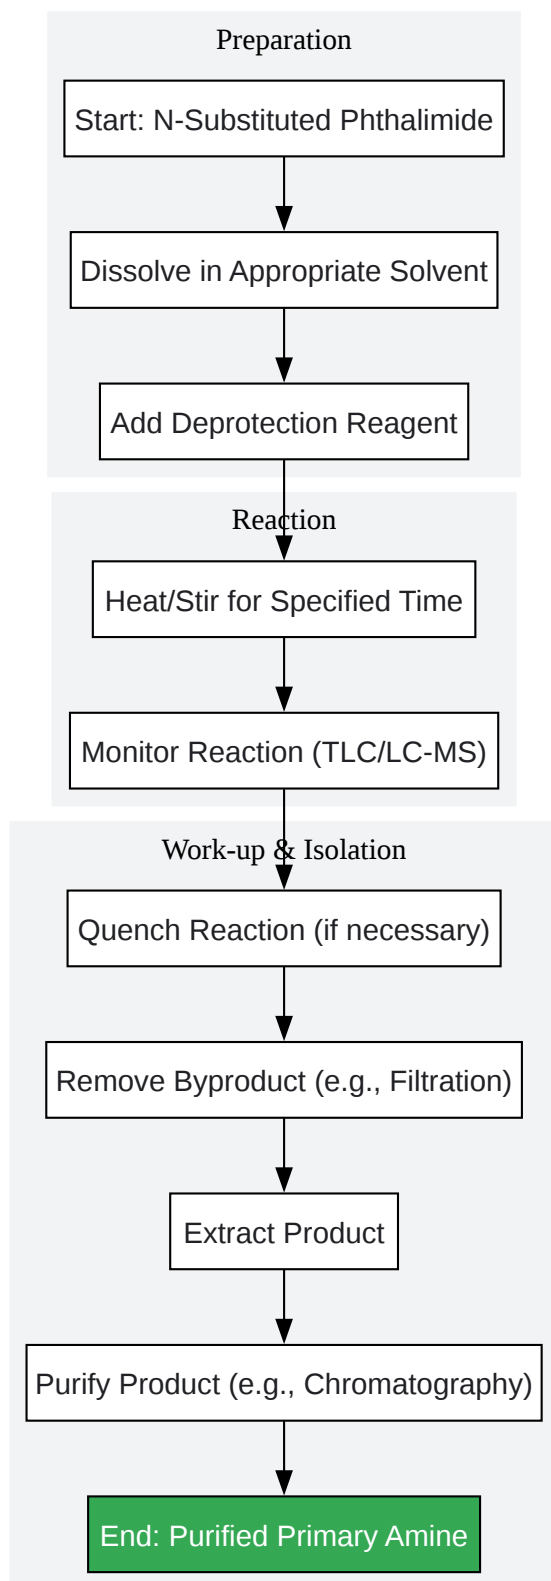 Preparation
Start: N-Substituted Phthalimide
Dissolve in Appropriate Solvent
Add Deprotection Reagent
Reaction
Heat/Stir for Specified Time
Monitor Reaction (TLC/LC-MS)
Work-up & Isolation
Quench Reaction (if necessary)
Remove Byproduct (e.g., Filtration)
Extract Product
Purify Product (e.g., Chromatography)
End: Purified Primary Amine